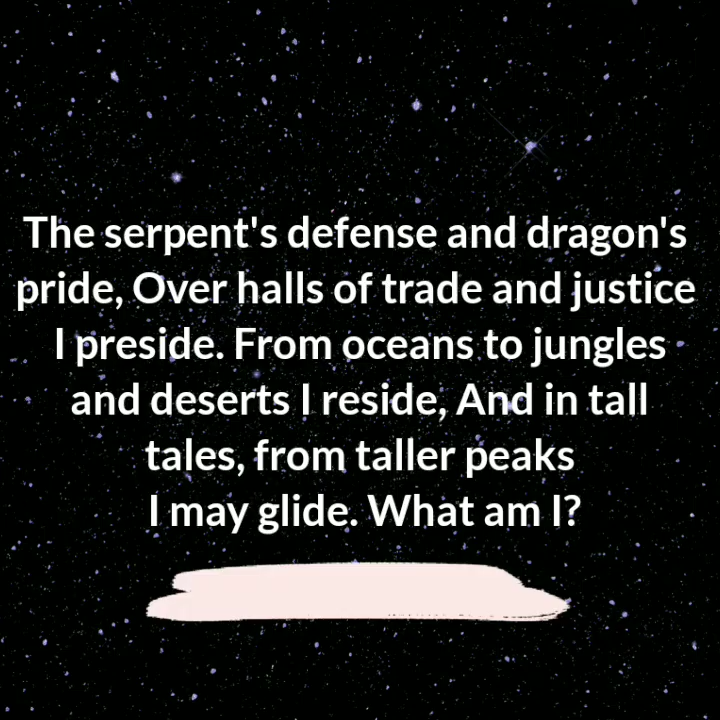 The serpent's defense and dragon's
pride, Over halls of trade and justice
I preside. From oceans to jungles
and deserts I reside, And in tall
tales, from taller peaks
I may glide. What am I?